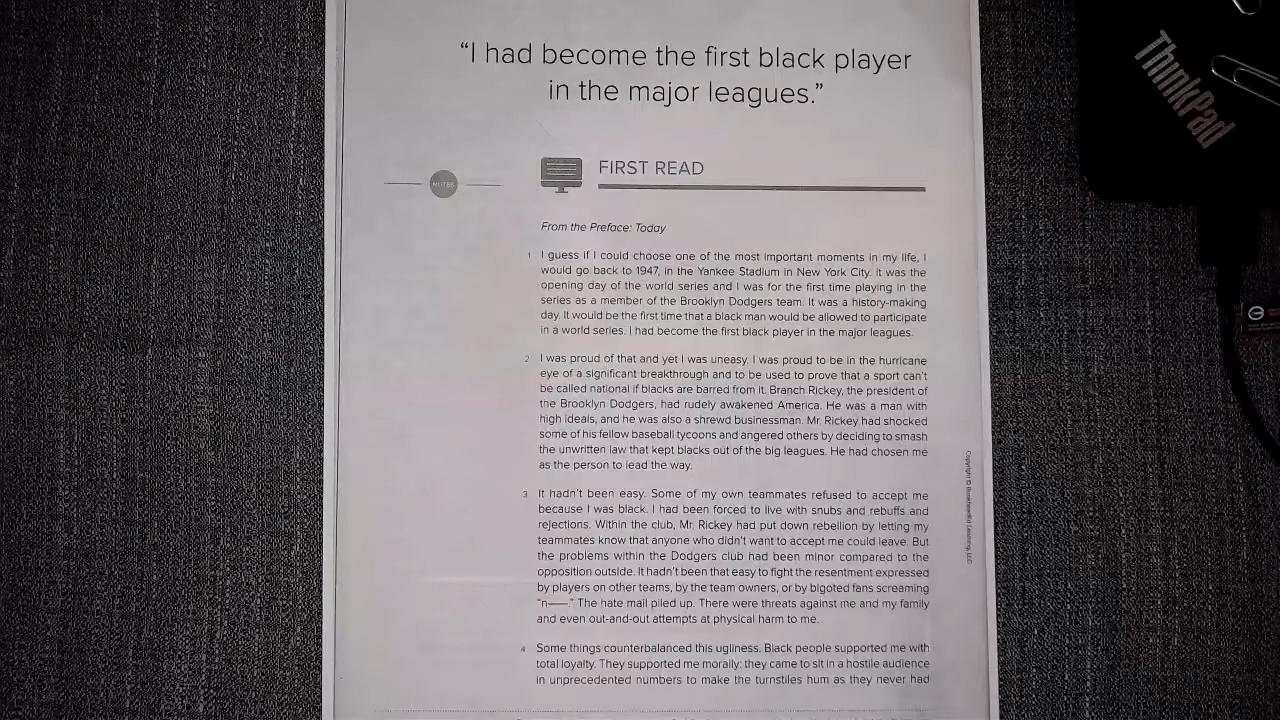 “I had become the first black player
in the major leagues.”
NOTES
FIRST READ
From the Preface: Today
1 I guess if I could choose one of the most important moments in my life, I
would go back to 1947, in the Yankee Stadium in New York City. It was the
opening day of the world series and I was for the first time playing in the
series as a member of the Brooklyn Dodgers team. It was a history-making
day. It would be the first time that a black man would be allowed to participate
in a world series. I had become the first black player in the major leagues.
2 I was proud of that and yet I was uneasy. I was proud to be in the hurricane
eye of a significant breakthrough and to be used to prove that a sport can’t
be called national if blacks are barred from it. Branch Rickey, the president of
the Brooklyn Dodgers, had rudely awakened America. He was a man with
high ideals, and he was also a shrewd businessman. Mr. Rickey had shocked
some of his fellow baseball tycoons and angered others by deciding to smash
the unwritten law that kept blacks out of the big leagues. He had chosen me
as the person to lead the way.
3 It hadn’t been easy. Some of my own teammates refused to accept me
because I was black. I had been forced to live with snubs and rebuffs and
rejections. Within the club, Mr. Rickey had put down rebellion by letting my
teammates know that anyone who didn’t want to accept me could leave. But
the problems within the Dodgers club had been minor compared to the
opposition outside. It hadn’t been that easy to fight the resentment expressed
by players on other teams, by the team owners, or by bigoted fans screaming
“n——.” The hate mail piled up. There were threats against me and my family
and even out-and-out attempts at physical harm to me.
4 Some things counterbalanced this ugliness. Black people supported me with
total loyalty. They supported me morally: they came to sit in a hostile audience
in unprecedented numbers to make the turnstiles hum as they never had
Copyright © BookheadEd Learning, LLC
ThinkPad